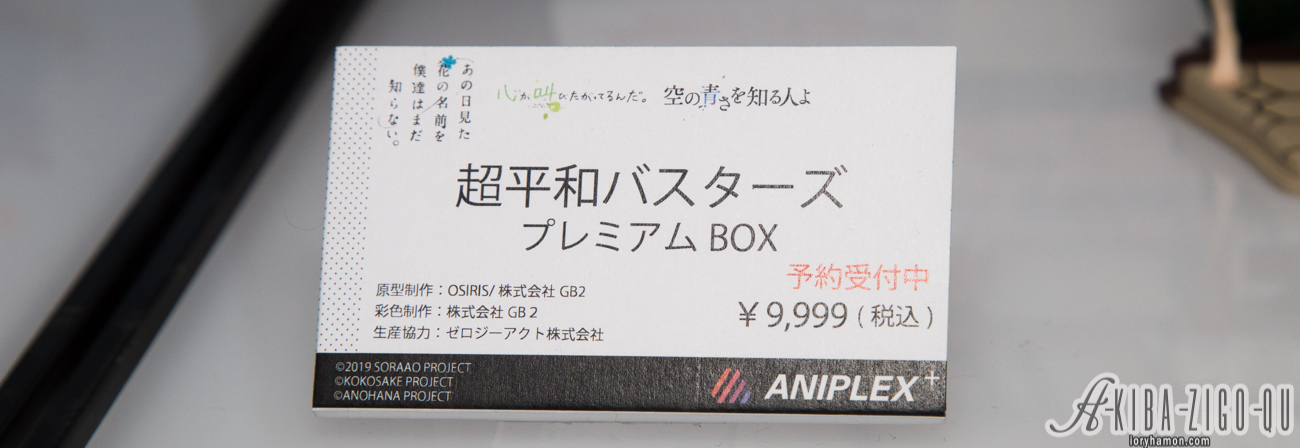 あの日見た
花の名前を
僕達はまだ
知らない。
心が叫びたがってるんだ。
空の青さを知る人よ
超平和バスターズ
プレミアム BOX
予約受付中
¥9,999 (税込)
原型制作：OSIRIS/ 株式会社 GB2
彩色制作：株式会社 GB 2
生産協力：ゼロジーアクト株式会社
©2019 SORAAO PROJECT
©KOKOSAKE PROJECT
©ANOHANA PROJECT
ANIPLEX+
A-KIBA-ZIGO-QU
loryhamon.com